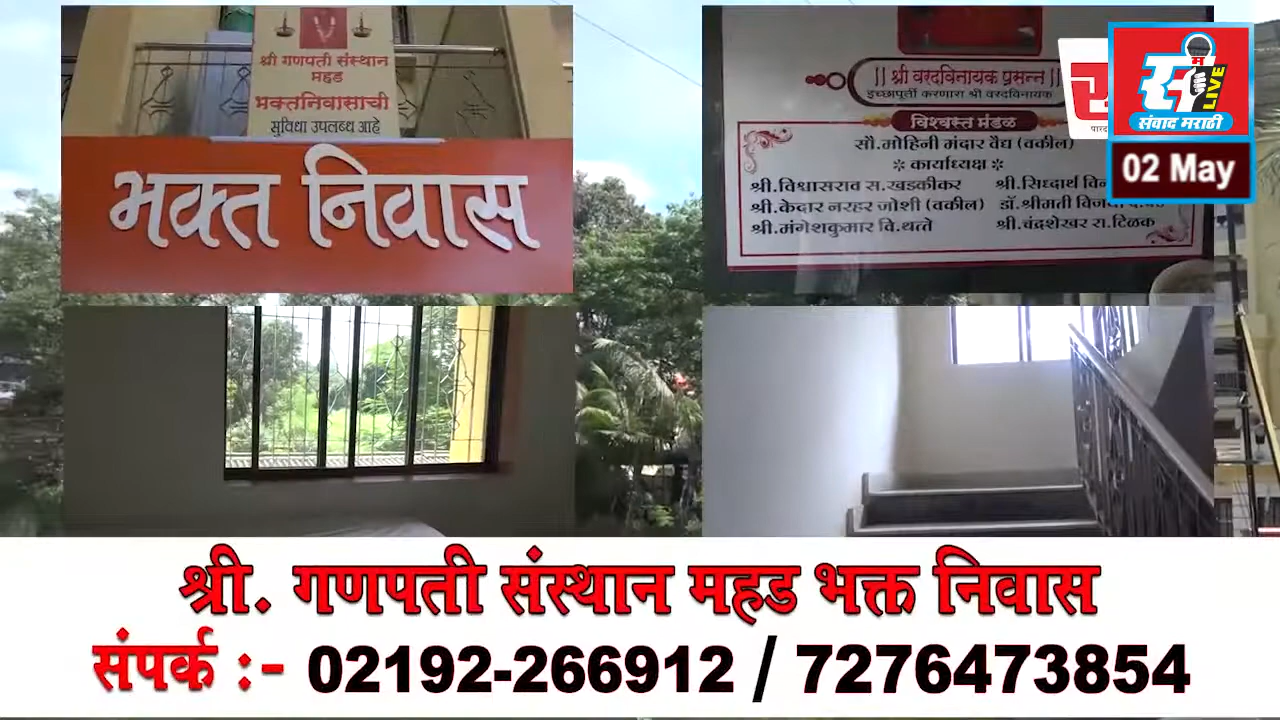 श्री गणपती संस्थान
महड
भक्तनिवासाची
सुविधा उपलब्ध आहे
भक्त निवास
|| श्री वरदविनायक प्रसन्न ||
इच्छापूर्ती करणारा श्री वरदविनायक
विश्वस्त मंडळ
सौ.मोहिनी मंदार वैद्य (वकील)
* कार्याध्यक्ष *
श्री.विश्वासराव स.खडकीकर श्री.सिध्दार्थ
श्री.केदार नरहर जोशी (वकील) डॉ.श्रीमती
श्री.मंगेशकुमार वि.थत्ते श्री.चंद्रशेखर रा.टिळक
स म LIVE
संवाद मराठी
02 May
श्री. गणपती संस्थान महड भक्त निवास
संपर्क :- 02192-266912 / 7276473854